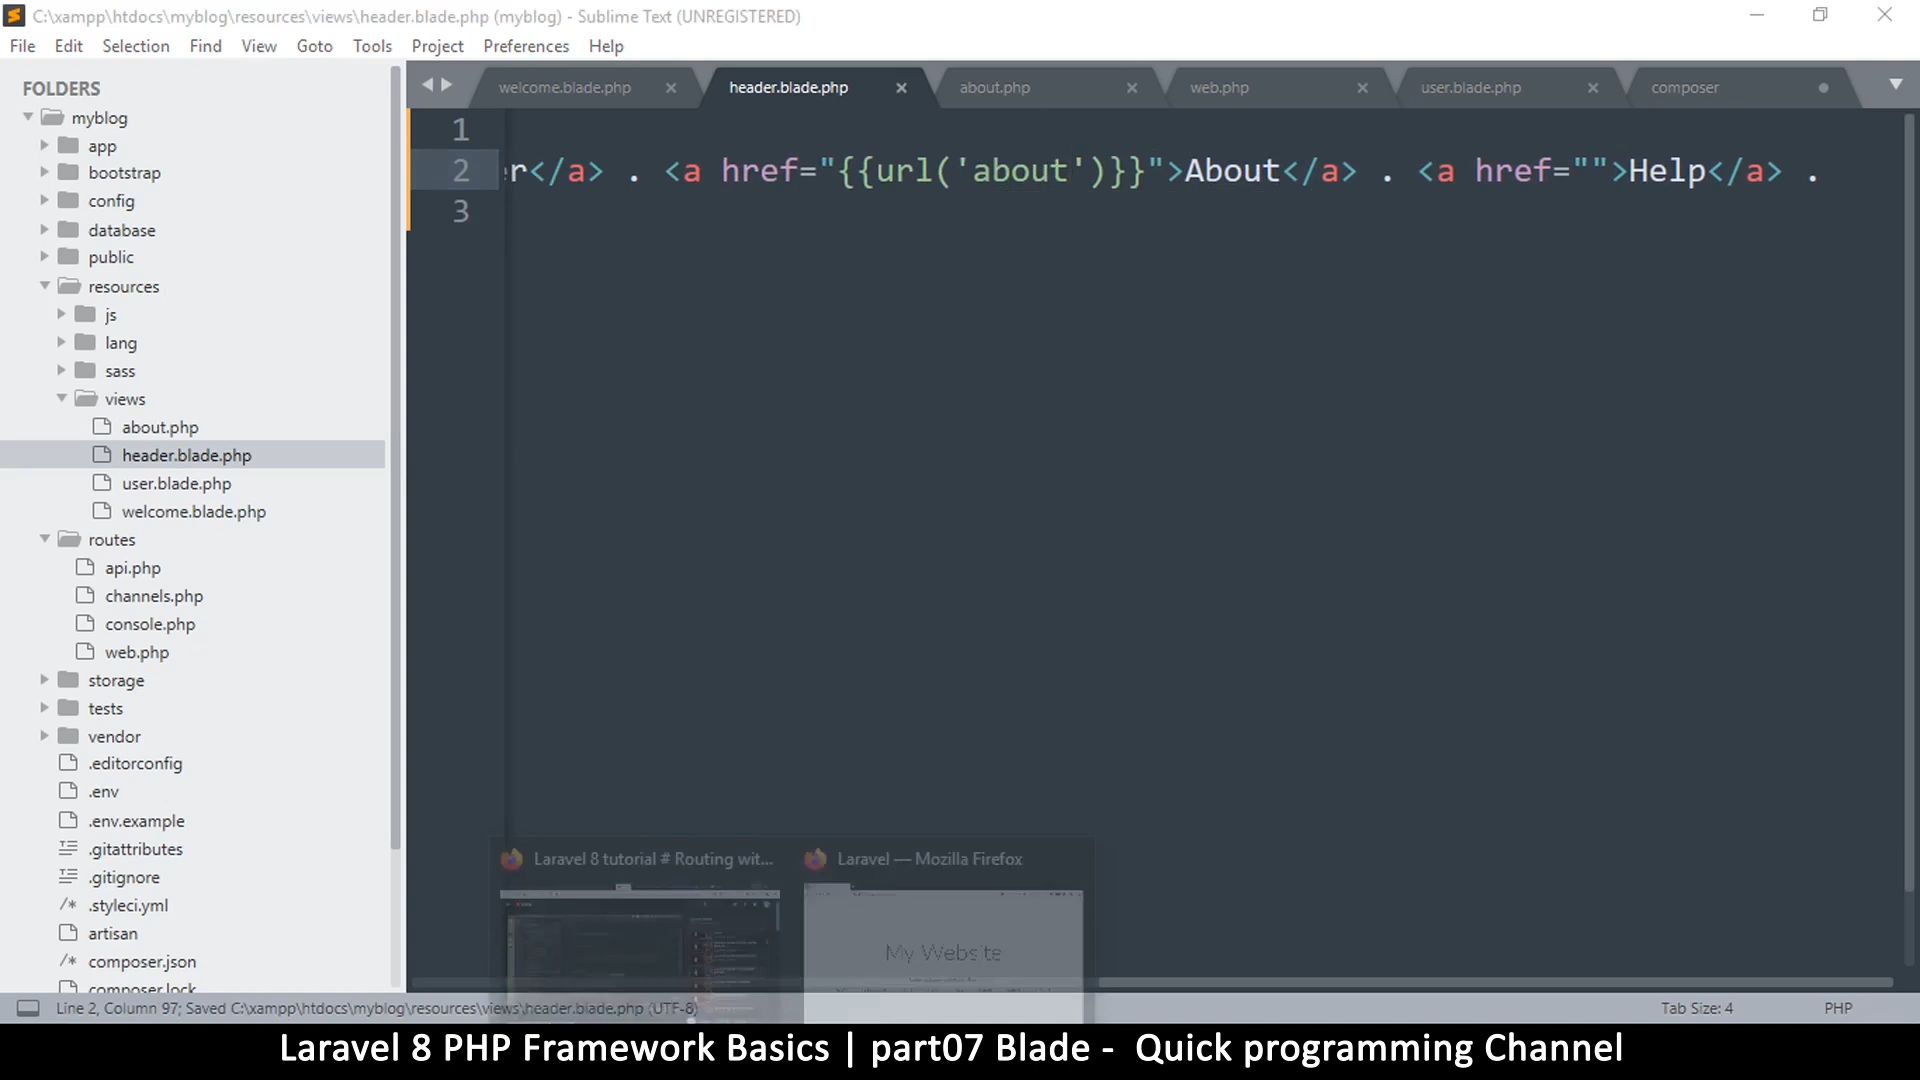 C:\xampp\htdocs\myblog\resources\views\header.blade.php (myblog) - Sublime Text (UNREGISTERED)
File Edit Selection Find View Goto Tools Project Preferences Help
FOLDERS
myblog
app
bootstrap
config
database
public
resources
js
lang
sass
views
about.php
header.blade.php
user.blade.php
welcome.blade.php
routes
api.php
channels.php
console.php
web.php
storage
tests
vendor
.editorconfig
.env
.env.example
.gitattributes
.gitignore
.styleci.yml
artisan
composer.json
composer.lock
welcome.blade.php header.blade.php about.php web.php user.blade.php composer
1
2 r</a> . <a href="{{url('about')}}">About</a> . <a href="">Help</a> .
3
Laravel 8 tutorial # Routing wit... Laravel — Mozilla Firefox
My Website
Line 2, Column 97; Saved C:\xampp\htdocs\myblog\resources\views\header.blade.php (UTF-8) Tab Size: 4 PHP
Laravel 8 PHP Framework Basics | part07 Blade - Quick programming Channel